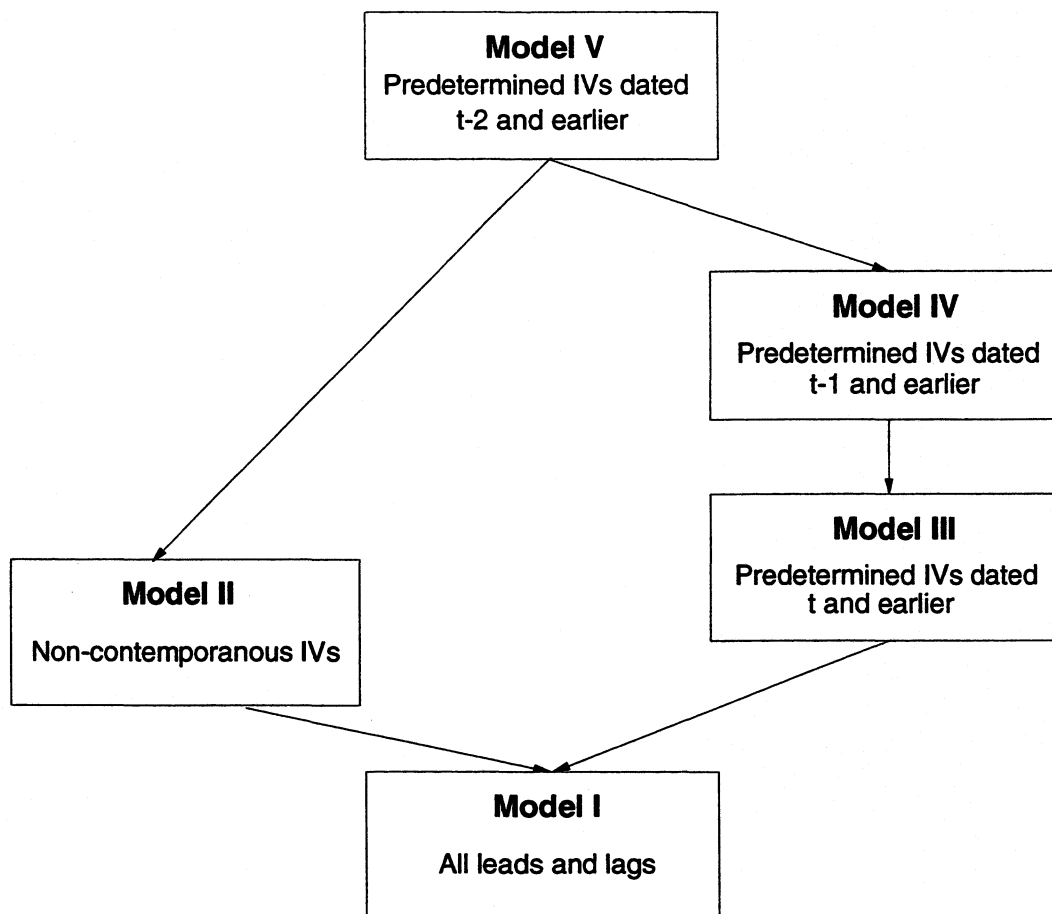 Model V
Predetermined IVs dated
t-2 and earlier
Model IV
Predetermined IVs dated
t-1 and earlier
Model III
Predetermined IVs dated
t and earlier
Model II
Non-contemporanous IVs
Model I
All leads and lags